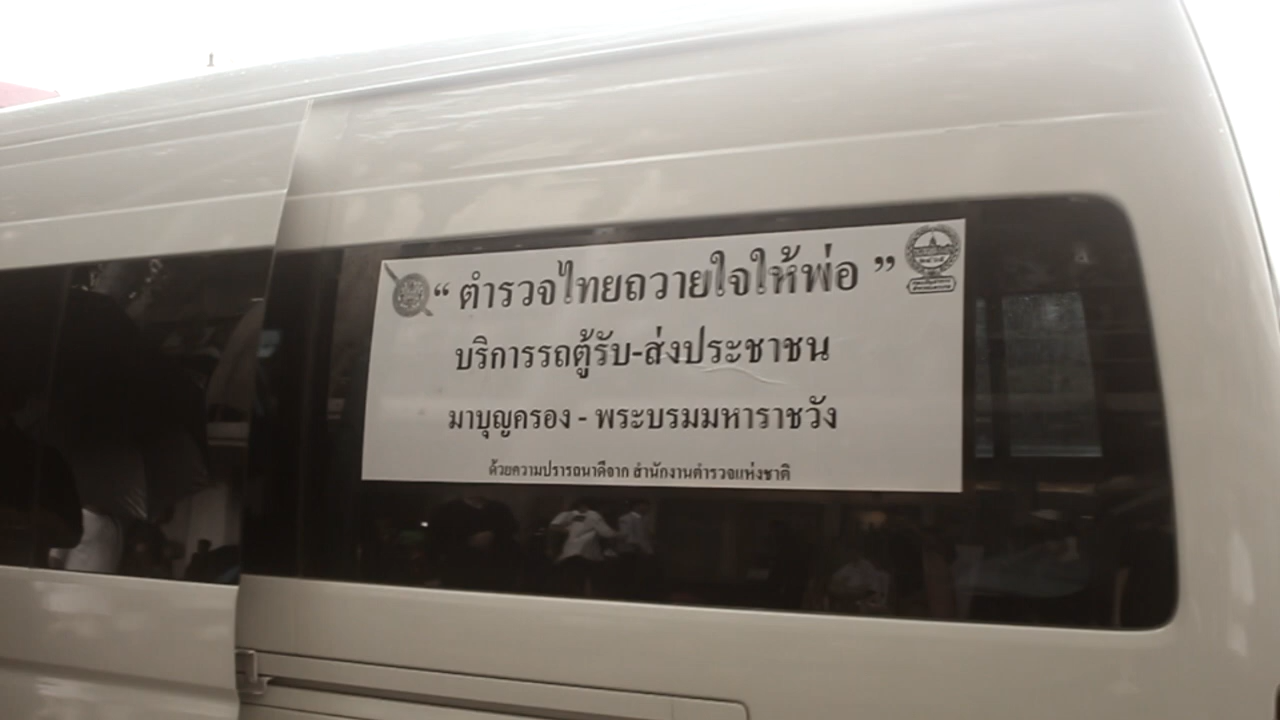 “ ตำรวจไทยถวายใจให้พ่อ ”
บริการรถตู้รับ-ส่งประชาชน
มาบุญครอง - พระบรมมหาราชวัง
ด้วยความปรารถนาดีจาก สำนักงานตำรวจแห่งชาติ